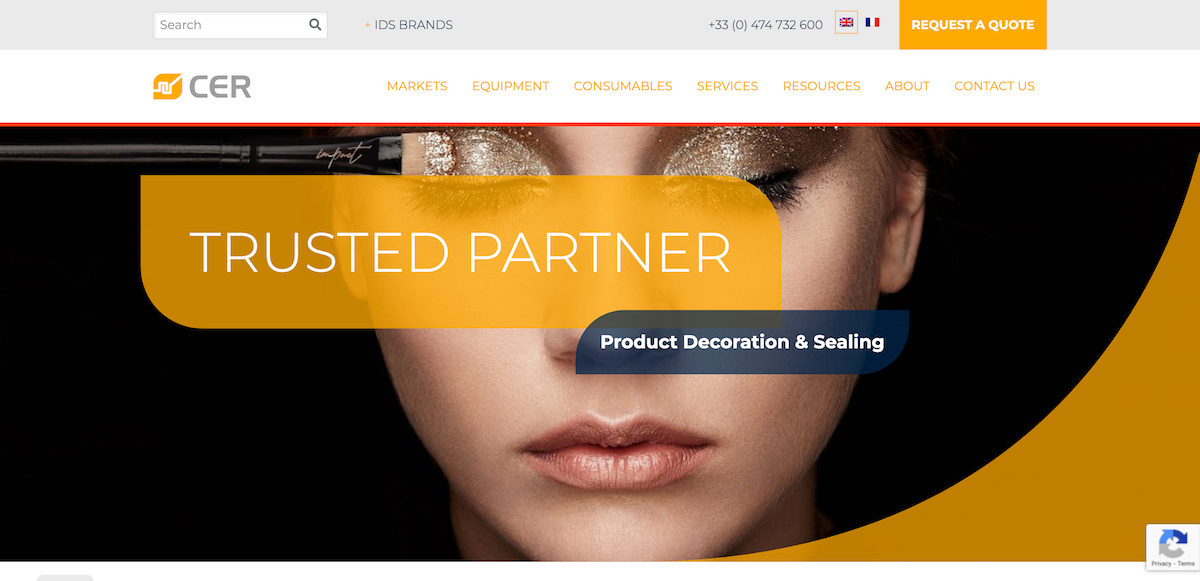 Search
+ IDS BRANDS
+33 (0) 474 732 600
REQUEST A QUOTE
CER
MARKETS
EQUIPMENT
CONSUMABLES
SERVICES
RESOURCES
ABOUT
CONTACT US
impact
TRUSTED PARTNER
Product Decoration & Sealing
Privacy - Terms